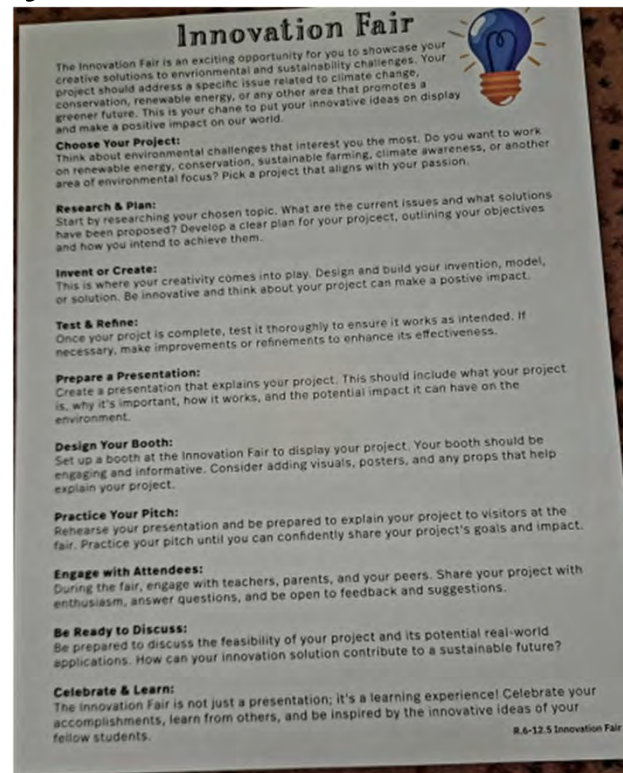 Innovation Fair
The Innovation Fair is an exciting opportunity for you to showcase your
creative solutions to envrionmental and sustainability challenges. Your
project should address a specific issue related to climate change,
conservation, renewable energy, or any other area that promotes a
greener future. This is your chane to put your innovative ideas on display
and make a positive impact on our world.
Choose Your Project:
Think about environmental challenges that interest you the most. Do you want to work
on renewable energy, conservation, sustainable farming, climate awareness, or another
area of environmental focus? Pick a project that aligns with your passion.
Research & Plan:
Start by researching your chosen topic. What are the current issues and what solutions
have been proposed? Develop a clear plan for your projcect, outlining your objectives
and how you intend to achieve them.
Invent or Create:
This is where your creativity comes into play. Design and build your invention, model,
or solution. Be innovative and think about your project can make a postive impact.
Test & Refine:
Once your projct is complete, test it thoroughly to ensure it works as intended. If
necessary, make improvements or refinements to enhance its effectiveness.
Prepare a Presentation:
Create a presentation that explains your project. This should include what your project
is, why it's important, how it works, and the potential impact it can have on the
environment.
Design Your Booth:
Set up a booth at the Innovation Fair to display your project. Your booth should be
engaging and informative. Consider adding visuals, posters, and any props that help
explain your project.
Practice Your Pitch:
Rehearse your presentation and be prepared to explain your project to visitors at the
fair. Practice your pitch until you can confidently share your project's goals and impact.
Engage with Attendees:
During the fair, engage with teachers, parents, and your peers. Share your project with
enthusiasm, answer questions, and be open to feedback and suggestions.
Be Ready to Discuss:
Be prepared to discuss the feasibility of your project and its potential real-world
applications. How can your innovation solution contribute to a sustainable future?
Celebrate & Learn:
The Innovation Fair is not just a presentation; it's a learning experience! Celebrate your
accomplishments, learn from others, and be inspired by the innovative ideas of your
fellow students.
R.6-12.5 Innovation Fair